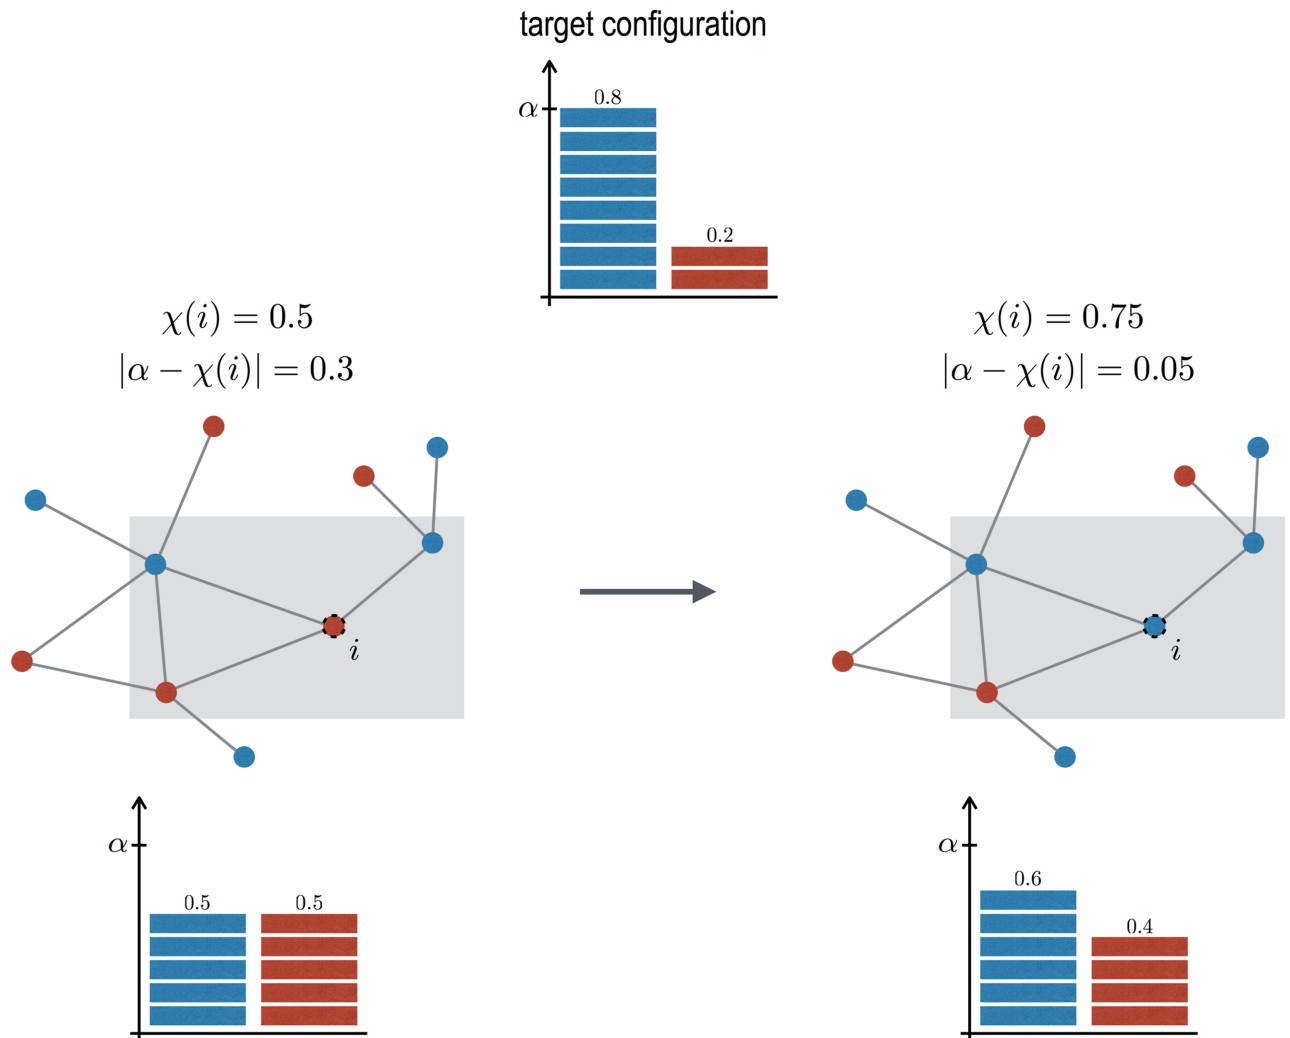 target configuration
α
0.8
0.2
χ(i) = 0.5
|α − χ(i)| = 0.3
χ(i) = 0.75
|α − χ(i)| = 0.05
i
i
α
0.5
0.5
α
0.6
0.4